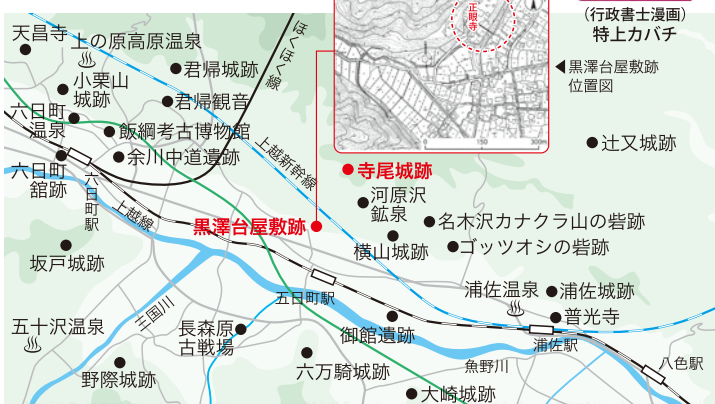 (行政書士漫画)
特上カバチ
正眼寺
0
150
300m
◀黒澤台屋敷跡
位置図
天昌寺
上の原高原温泉
ほくほく線
君帰城跡
小栗山
城跡
君帰観音
六日町
温泉
飯綱考古博物館
余川中道遺跡
六日町
舘跡
六日町駅
上越線
上越新幹線
辻又城跡
寺尾城跡
河原沢
鉱泉
黒澤台屋敷跡
名木沢カナクラ山の砦跡
横山城跡
ゴッツオシの砦跡
坂戸城跡
五日町駅
浦佐温泉
浦佐城跡
普光寺
三国川
五十沢温泉
長森原
古戦場
御館遺跡
浦佐駅
魚野川
八色駅
野際城跡
六万騎城跡
大崎城跡